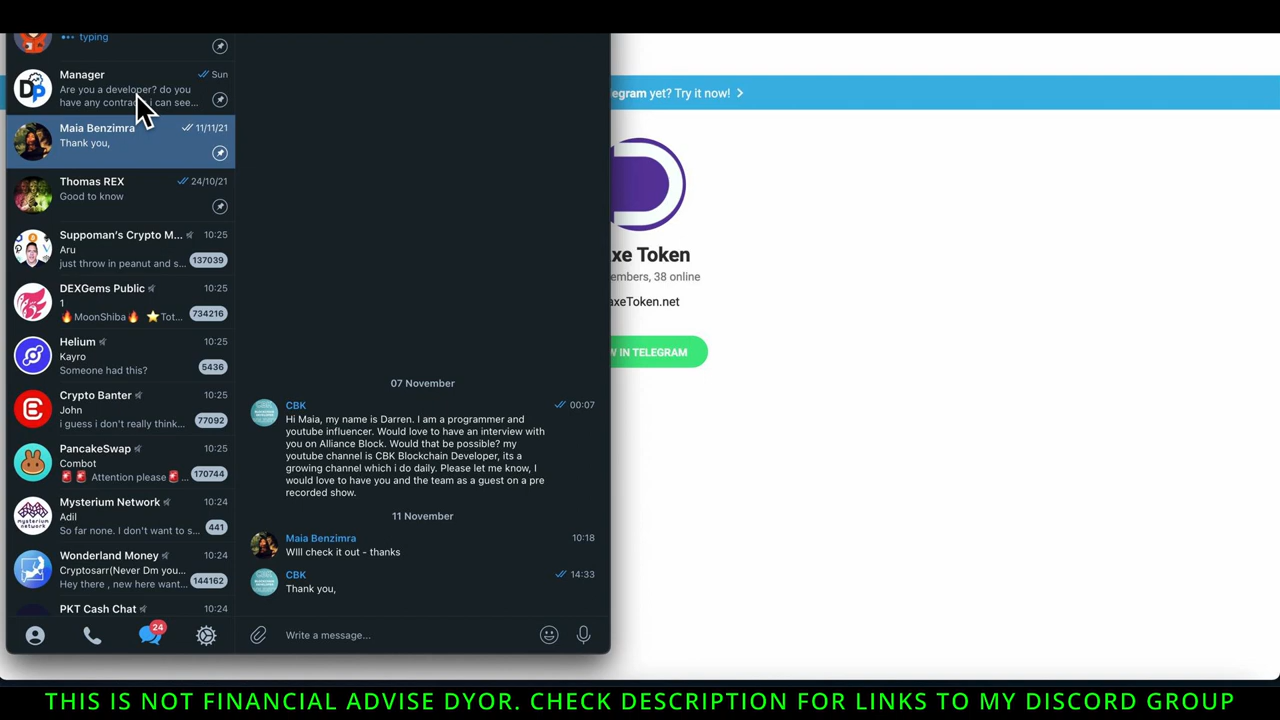 typing
Manager
Sun
Are you a developer? do you
have any contra i can see...
Maia Benzimra
11/11/21
Thank you,
Thomas REX
24/10/21
Good to know
Suppoman's Crypto M...
10:25
Aru
just throw in peanut and s...
137039
DEXGems Public
10:25
1
🔥MoonShiba🔥 ⭐Tot...
734216
Helium
10:25
Kayro
Someone had this?
5436
Crypto Banter
10:25
John
i guess i don't really think...
77092
PancakeSwap
10:25
Combot
🚨🚨 Attention please🚨...
170744
Mysterium Network
10:24
Adil
So far none. I don't want to s...
441
Wonderland Money
10:24
Cryptosarr(Never Dm you...
Hey there , new here want...
144162
PKT Cash Chat
10:24
24
07 November
CBK
00:07
Hi Maia, my name is Darren. I am a programmer and
youtube influencer. Would love to have an interview with
you on Alliance Block. Would that be possible? my
youtube channel is CBK Blockchain Developer, its a
growing channel which i do daily. Please let me know, I
would love to have you and the team as a guest on a pre
recorded show.
11 November
Maia Benzimra
10:18
WIll check it out - thanks
CBK
14:33
Thank you,
Write a message...
egram yet? Try it now!
xe Token
embers, 38 online
axeToken.net
W IN TELEGRAM
THIS IS NOT FINANCIAL ADVISE DYOR. CHECK DESCRIPTION FOR LINKS TO MY DISCORD GROUP